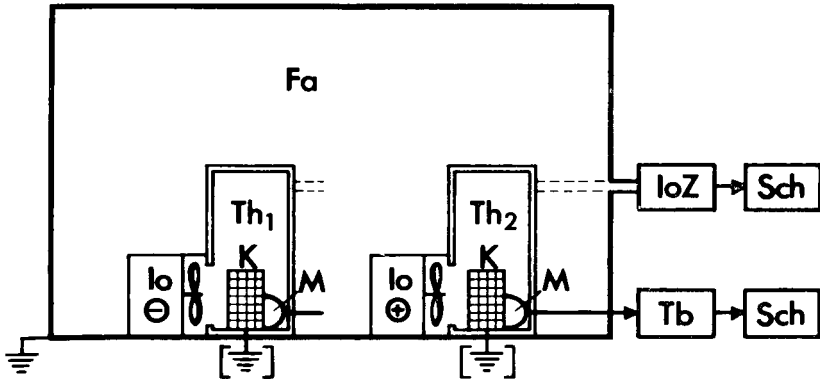 Fa
IoZ
Sch
Th1
Th2
K
K
Io
M
Io
M
⊖
⊕
Tb
Sch